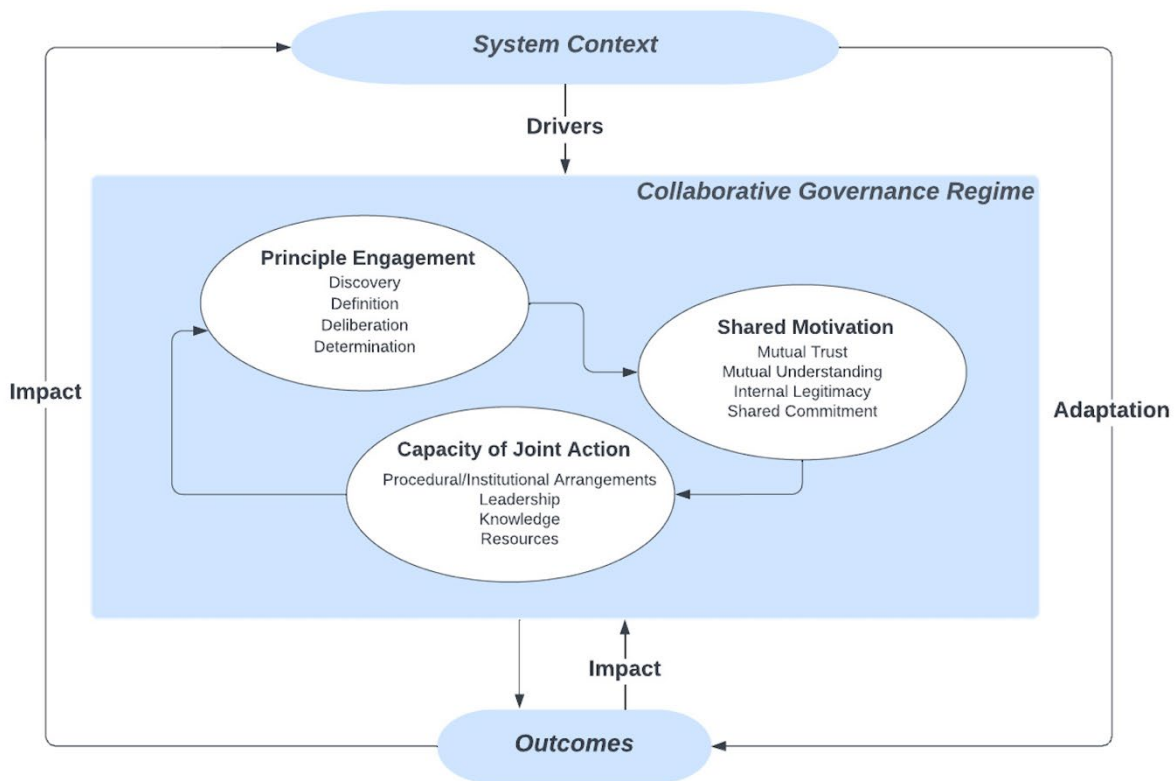 System Context
Drivers
Collaborative Governance Regime
Principle Engagement
Discovery
Definition
Deliberation
Determination
Shared Motivation
Mutual Trust
Mutual Understanding
Internal Legitimacy
Shared Commitment
Impact
Adaptation
Capacity of Joint Action
Procedural/Institutional Arrangements
Leadership
Knowledge
Resources
Impact
Outcomes